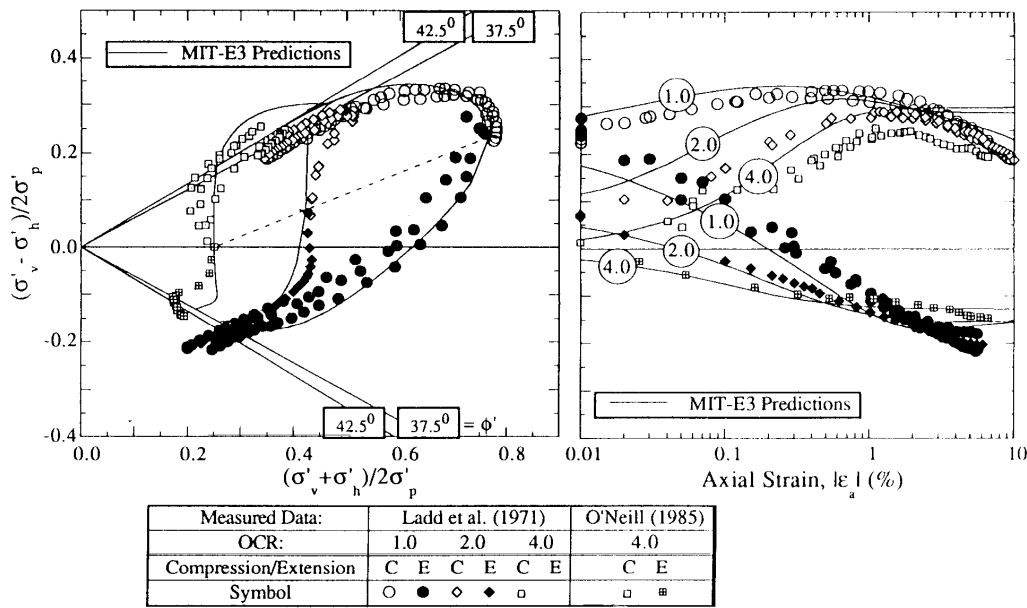 42.5⁰ 37.5⁰
MIT-E3 Predictions
0.4
0.2
0.0
-0.2
-0.4
(σ'v - σ'h)/2σ'p
42.5⁰ 37.5⁰ = ϕ'
0.0 0.2 0.4 0.6 0.8
(σ'v+σ'h)/2σ'p
1.0
2.0
4.0
1.0
2.0
4.0
MIT-E3 Predictions
0.01 0.1 1 10
Axial Strain, |εa| (%)
Measured Data: Ladd et al. (1971) O'Neill (1985)
OCR: 1.0 2.0 4.0 4.0
Compression/Extension C E C E C E C E
Symbol